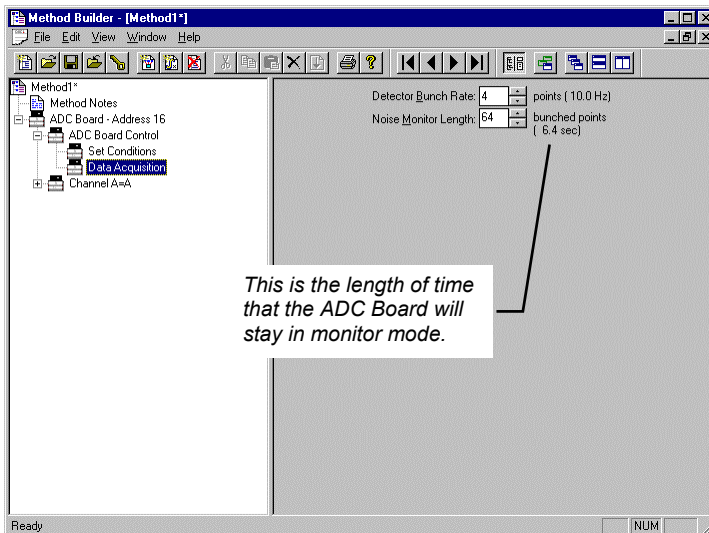 Method Builder - [Method1*]
File Edit View Window Help
Method1*
Method Notes
ADC Board - Address 16
ADC Board Control
Set Conditions
Data Acquisition
Channel A=A
Detector Bunch Rate: 4 points ( 10.0 Hz)
Noise Monitor Length: 64 bunched points
( 6.4 sec)
This is the length of time
that the ADC Board will
stay in monitor mode.
Ready NUM